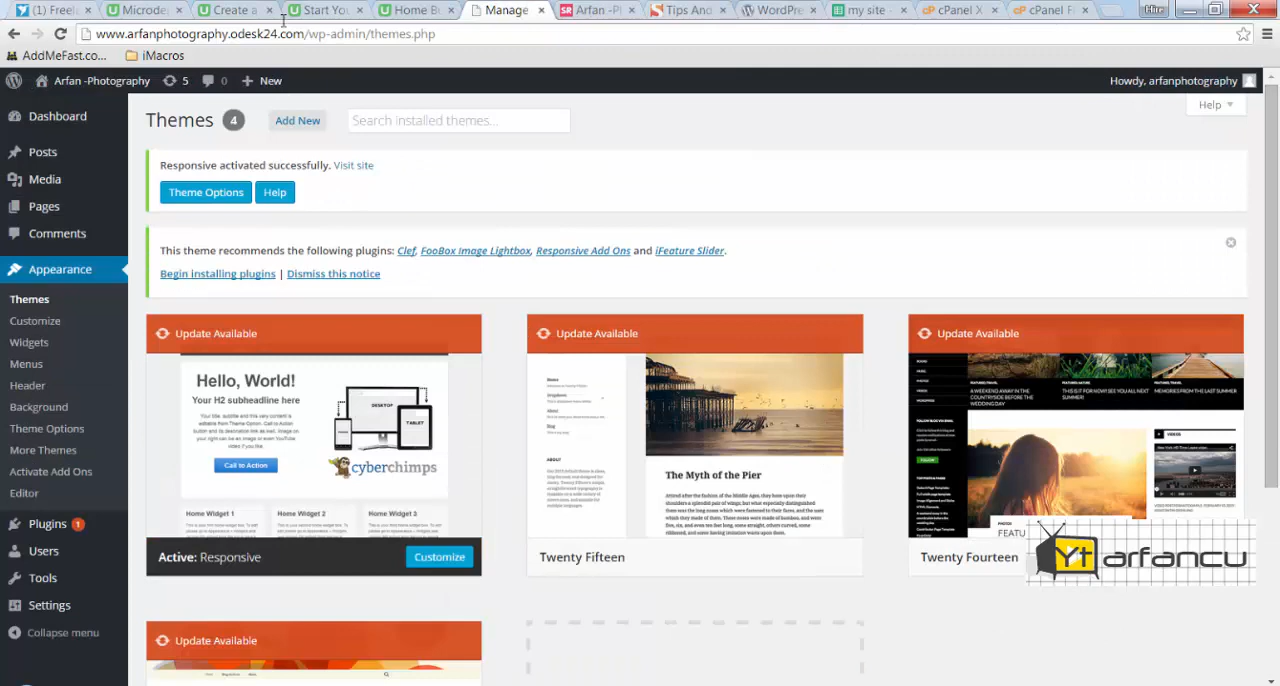 (1) Freela
Microde
Create a
Start You
Home Bu
Manage
Arfan -P
Tips And
WordPre
my site -
cPanel X
cPanel F
Hire
www.arfanphotography.odesk24.com/wp-admin/themes.php
AddMeFast.co...
iMacros
Arfan -Photography
5
0
New
Howdy, arfanphotography
Dashboard
Posts
Media
Pages
Comments
Appearance
Themes
Customize
Widgets
Menus
Header
Background
Theme Options
More Themes
Activate Add Ons
Editor
Plugins 1
Users
Tools
Settings
Collapse menu
Themes 4
Add New
Search installed themes...
Help
Responsive activated successfully. Visit site
Theme Options
Help
This theme recommends the following plugins: Clef, FooBox Image Lightbox, Responsive Add Ons and iFeature Slider.
Begin installing plugins | Dismiss this notice
Update Available
Hello, World!
Your H2 subheadline here
Call to Action
DESKTOP
TABLET
cyberchimps
Home Widget 1
Home Widget 2
Home Widget 3
Active: Responsive
Customize
Update Available
The Myth of the Pier
Twenty Fifteen
Update Available
Twenty Fourteen
Yt arfancu
Update Available